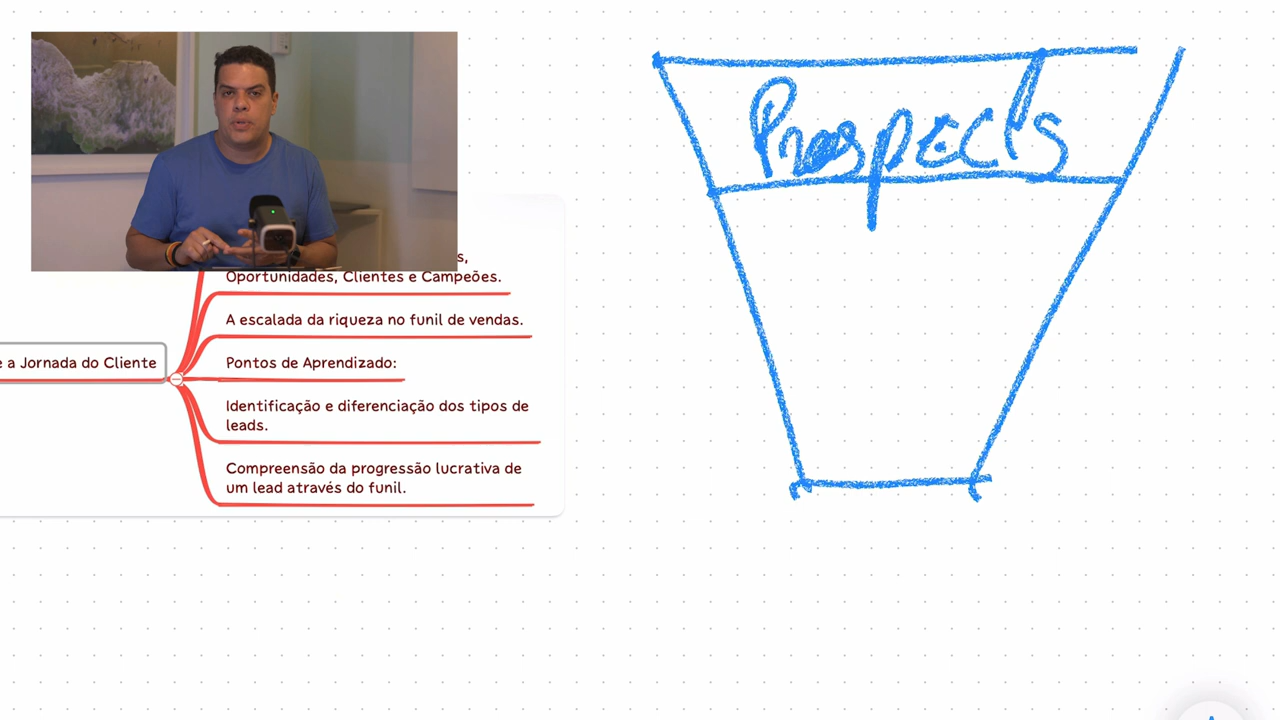 s,
Oportunidades, Clientes e Campeões.
A escalada da riqueza no funil de vendas.
e a Jornada do Cliente
Pontos de Aprendizado:
Identificação e diferenciação dos tipos de
leads.
Compreensão da progressão lucrativa de
um lead através do funil.
Prospects